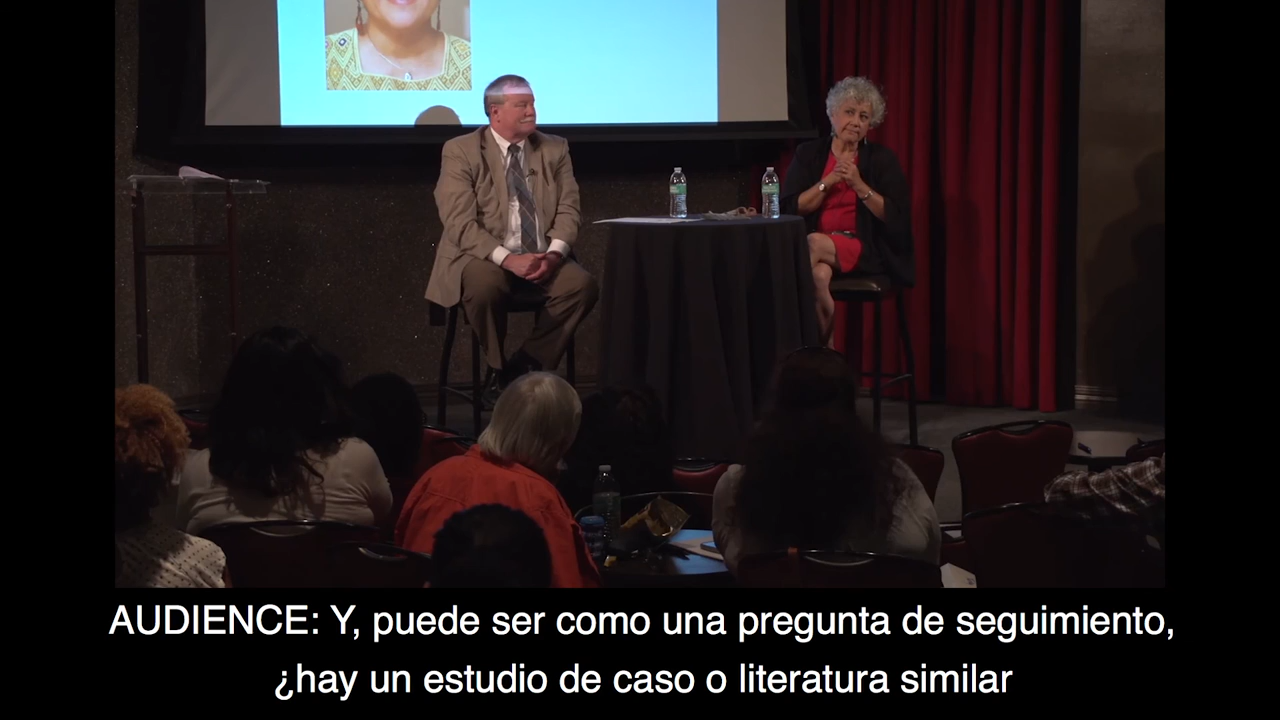 AUDIENCE: Y, puede ser como una pregunta de seguimiento,
¿hay un estudio de caso o literatura similar